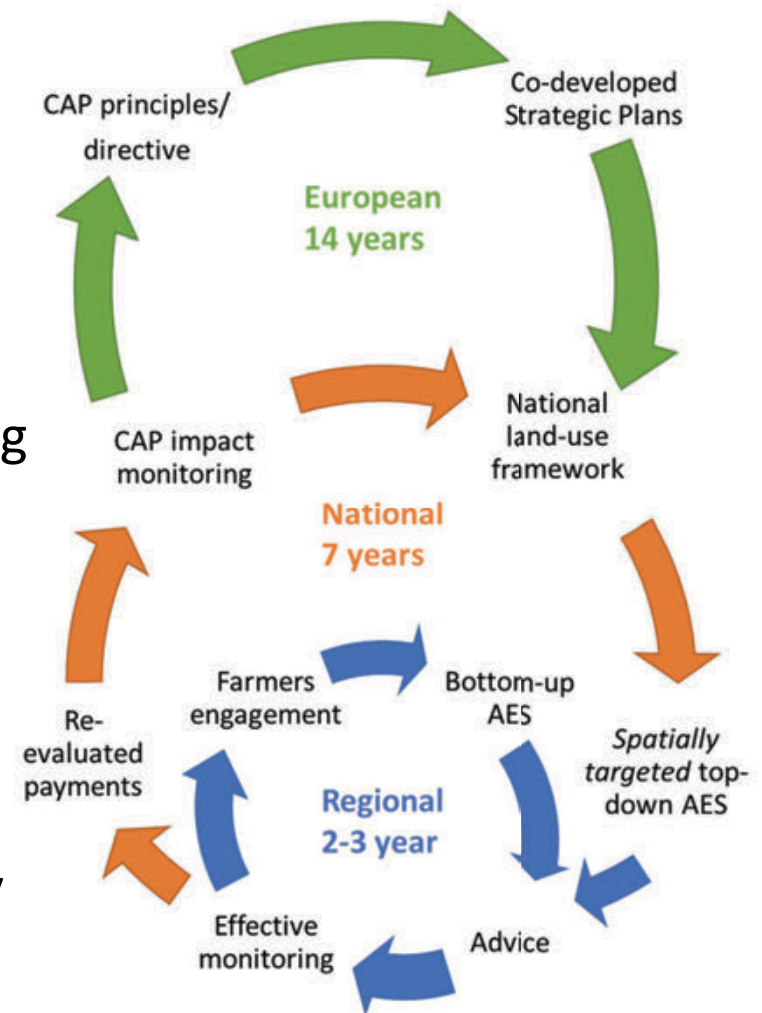 CAP principles/
directive
Co-developed
Strategic Plans
European
14 years
g
CAP impact
monitoring
National
land-use
framework
National
7 years
Farmers
engagement
Bottom-up
AES
Re-
evaluated
payments
Spatially
targeted top-
down AES
Regional
2-3 year
Effective
monitoring
Advice